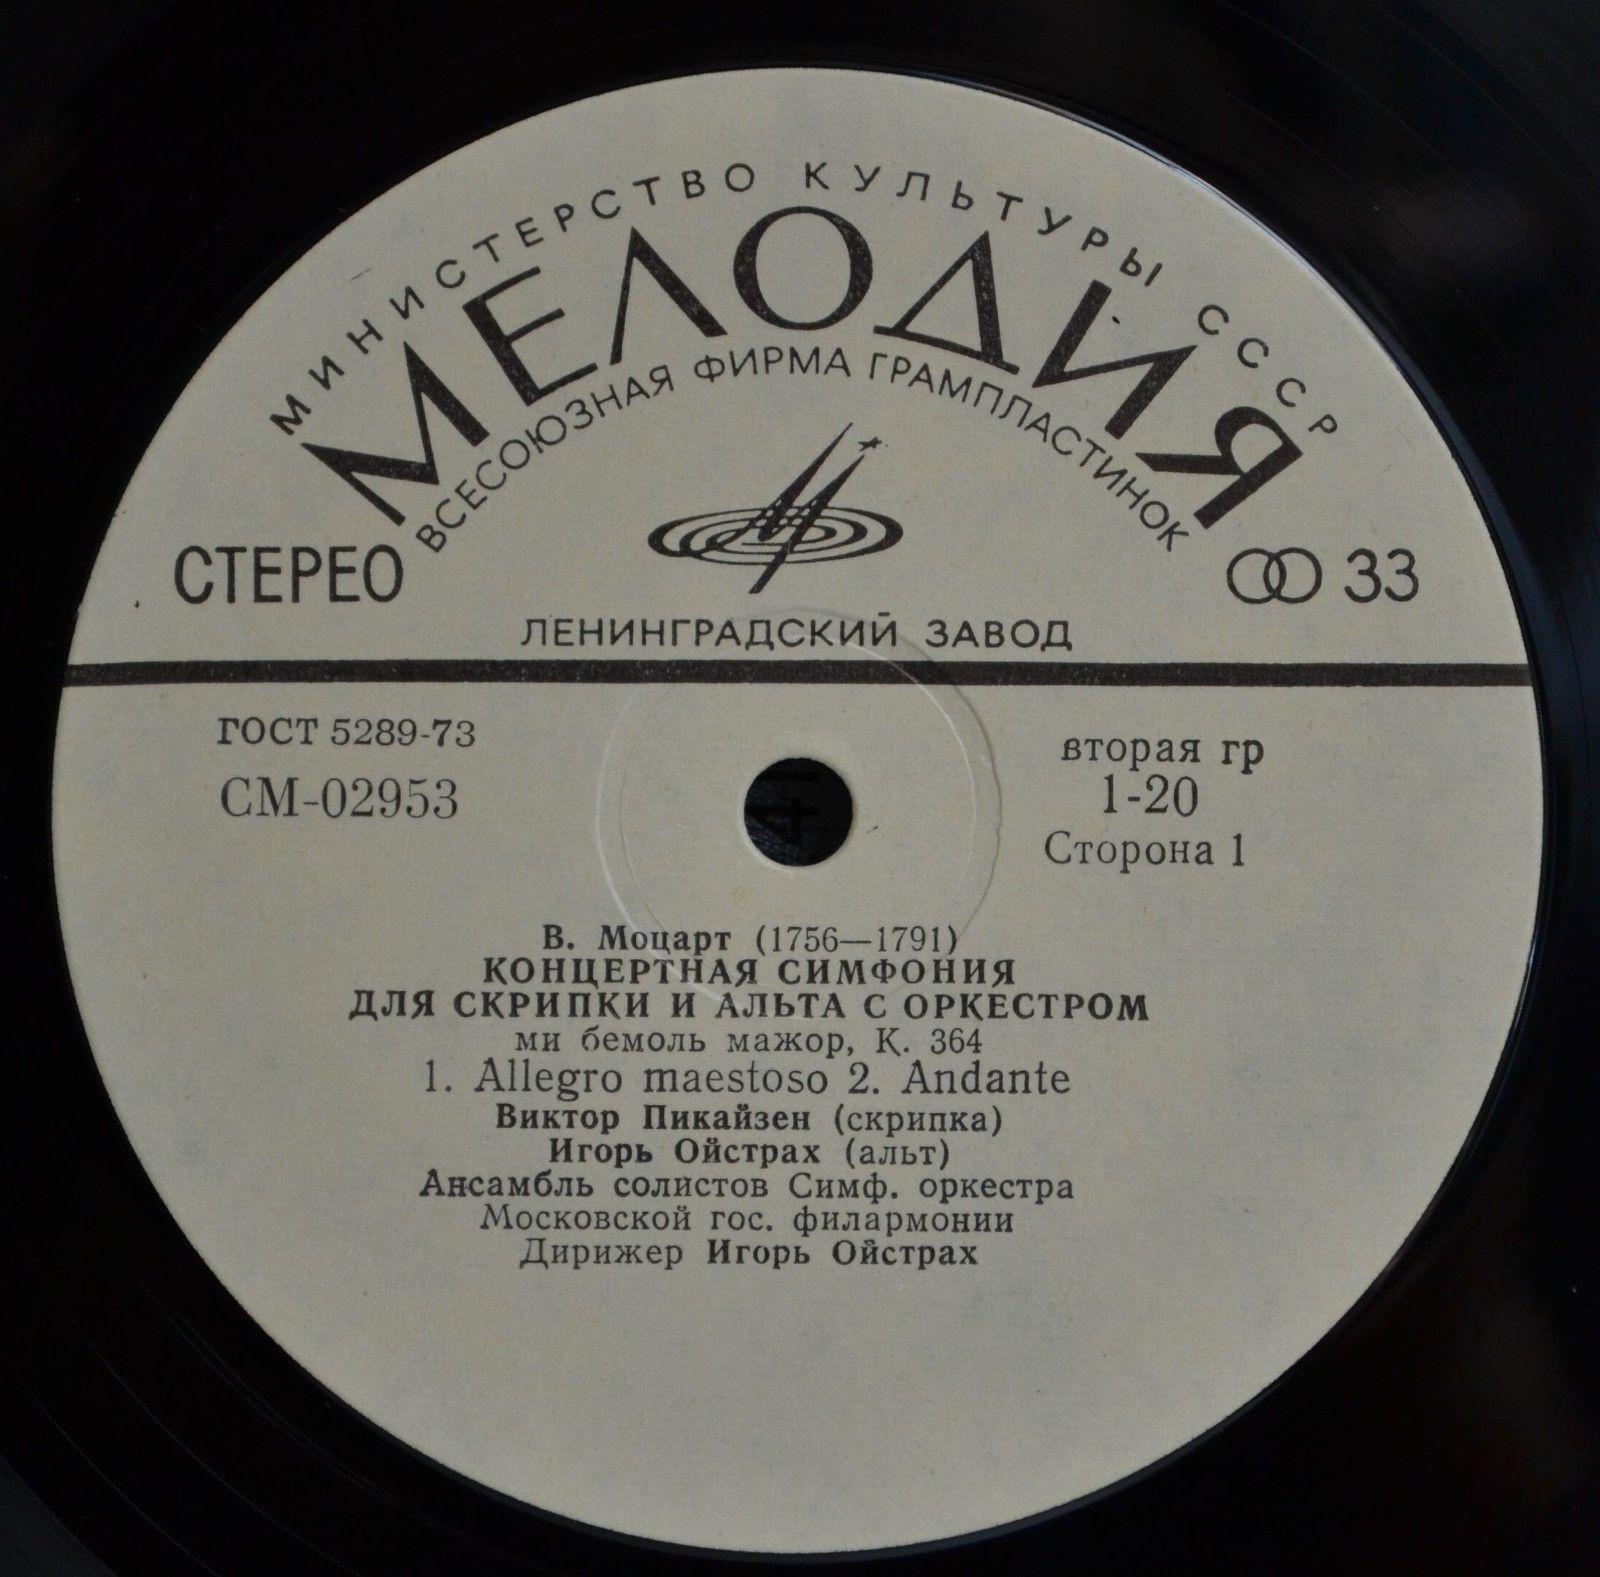 МИНИСТЕРСТВО КУЛЬТУРЫ СССР
МЕЛОДИЯ
ВСЕСОЮЗНАЯ ФИРМА ГРАМПЛАСТИНОК
СТЕРЕО
33
ЛЕНИНГРАДСКИЙ ЗАВОД
ГОСТ 5289-73
СМ-02953
вторая гр
1-20
Сторона 1
В. Моцарт (1756—1791)
КОНЦЕРТНАЯ СИМФОНИЯ
ДЛЯ СКРИПКИ И АЛЬТА С ОРКЕСТРОМ
ми бемоль мажор, К. 364
1. Allegro maestoso 2. Andante
Виктор Пикайзен (скрипка)
Игорь Ойстрах (альт)
Ансамбль солистов Симф. оркестра
Московской гос. филармонии
Дирижер Игорь Ойстрах